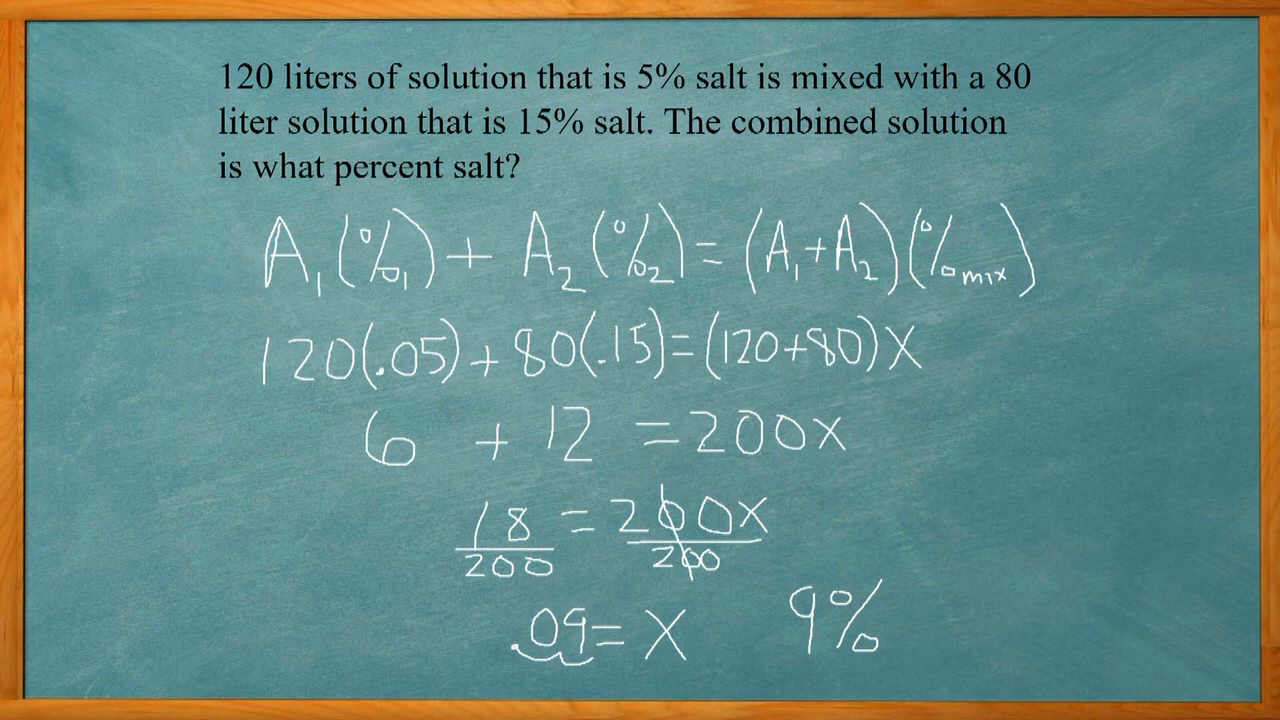 120 liters of solution that is 5% salt is mixed with a 80
liter solution that is 15% salt. The combined solution
is what percent salt?
A₁(%₁) + A₂(%₂) = (A₁+A₂)(%mix)
120(.05) + 80(.15) = (120+80)X
6 + 12 = 200x
18 = 200x
200 200
.09 = X 9%